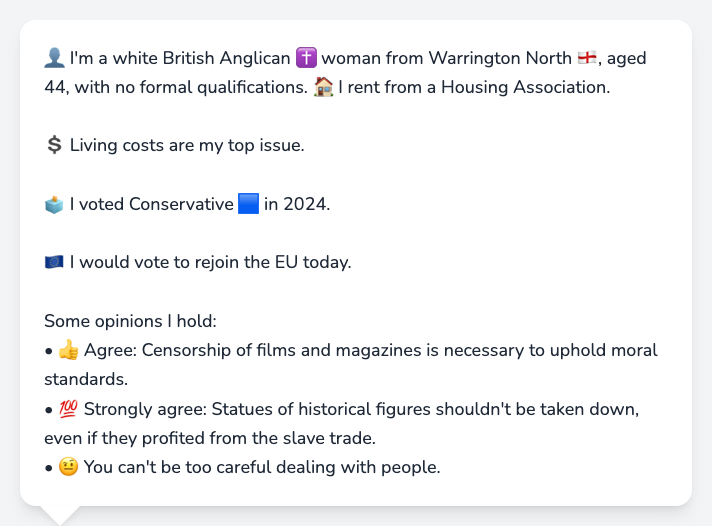 👤 I'm a white British Anglican ✝️ woman from Warrington North 🏴󠁧󠁢󠁥󠁮󠁧󠁿, aged
44, with no formal qualifications. 🏠 I rent from a Housing Association.
💲 Living costs are my top issue.
🗳️ I voted Conservative 🟦 in 2024.
🇪🇺 I would vote to rejoin the EU today.
Some opinions I hold:
• 👍 Agree: Censorship of films and magazines is necessary to uphold moral
standards.
• 💯 Strongly agree: Statues of historical figures shouldn't be taken down,
even if they profited from the slave trade.
• 🤨 You can't be too careful dealing with people.